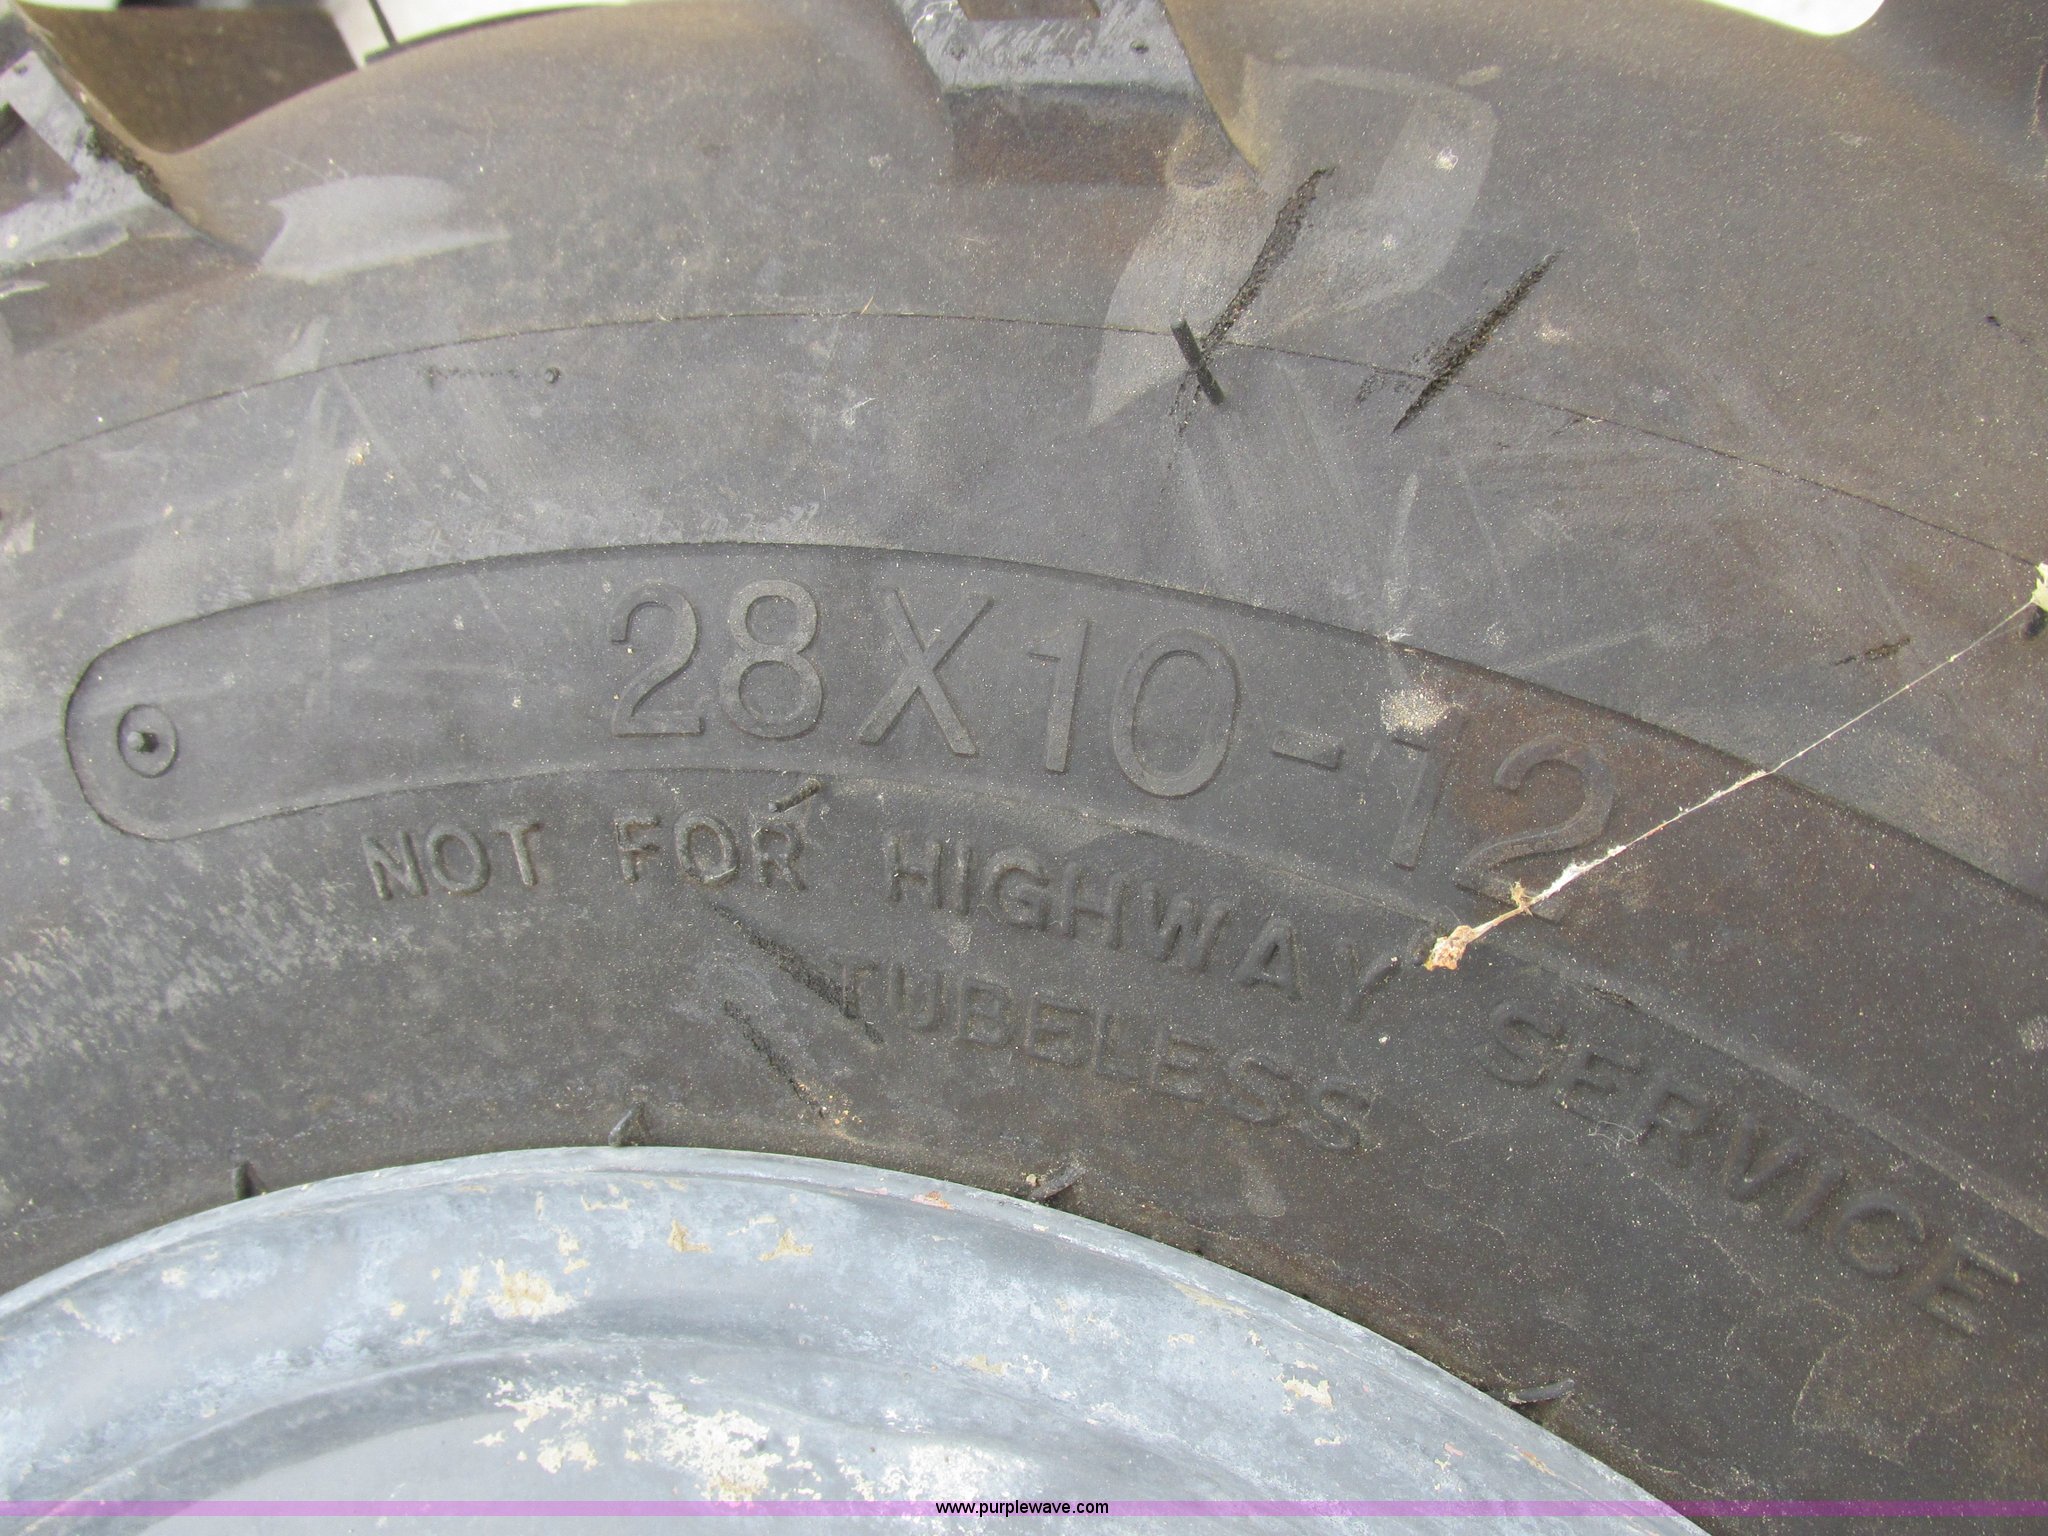 28X10-12
NOT FOR HIGHWAY SERVICE
TUBELESS
www.purplewave.com